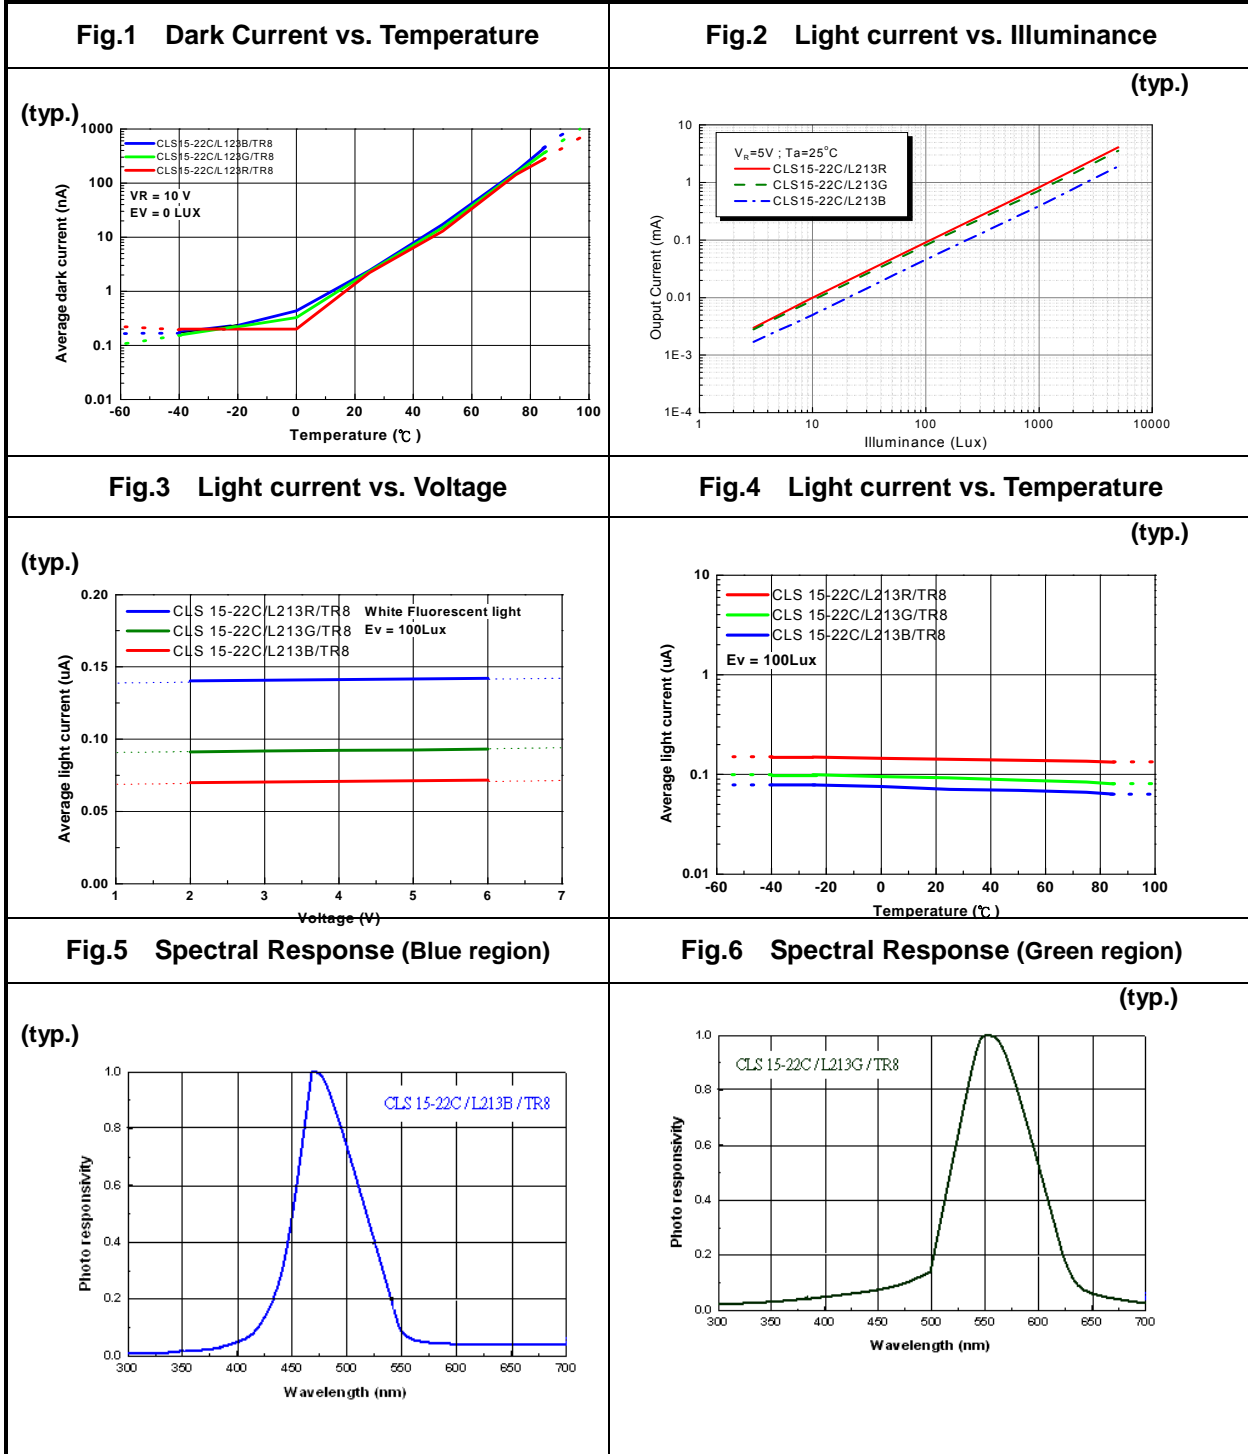 Fig.1 Dark Current vs. Temperature
Fig.2 Light current vs. Illuminance
(typ.)
1000
100
10
1
0.1
0.01
Average dark current (nA)
CLS15-22C/L123B/TR8
CLS15-22C/L123G/TR8
CLS15-22C/L123R/TR8
VR = 10 V
EV = 0 LUX
-60 -40 -20 0 20 40 60 80 100
Temperature (℃)
(typ.)
10
1
0.1
0.01
1E-3
1E-4
Ouput Current (mA)
VR=5V ; Ta=25°C
CLS15-22C/L213R
CLS15-22C/L213G
CLS15-22C/L213B
1 10 100 1000 10000
Illuminance (Lux)
Fig.3 Light current vs. Voltage
Fig.4 Light current vs. Temperature
(typ.)
0.20
0.15
0.10
0.05
0.00
Average light current (uA)
CLS 15-22C/L213R/TR8
CLS 15-22C/L213G/TR8
CLS 15-22C/L213B/TR8
White Fluorescent light
Ev = 100Lux
1 2 3 4 5 6 7
Voltage (V)
(typ.)
10
1
0.1
0.01
Average light current (uA)
CLS 15-22C/L213R/TR8
CLS 15-22C/L213G/TR8
CLS 15-22C/L213B/TR8
Ev = 100Lux
-60 -40 -20 0 20 40 60 80 100
Temperature (℃)
Fig.5 Spectral Response (Blue region)
Fig.6 Spectral Response (Green region)
(typ.)
1.0
0.8
0.6
0.4
0.2
0.0
Photo responsivity
CLS 15-22C / L213B / TR8
300 350 400 450 500 550 600 650 700
Wavelength (nm)
(typ.)
1.0
0.8
0.6
0.4
0.2
0.0
Photo responsivity
CLS 15-22C / L213G / TR8
300 350 400 450 500 550 600 650 700
Wavelength (nm)